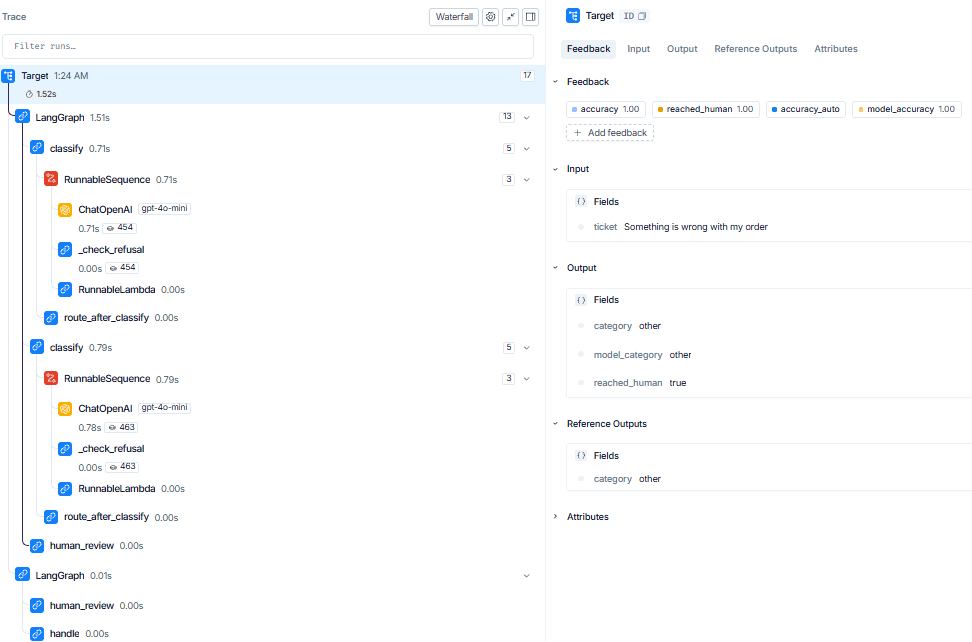 Trace
Waterfall
Filter runs…
Target 1:24 AM 17
1.52s
LangGraph 1.51s 13
classify 0.71s 5
RunnableSequence 0.71s 3
ChatOpenAI gpt-4o-mini
0.71s 454
_check_refusal
0.00s 454
RunnableLambda 0.00s
route_after_classify 0.00s
classify 0.79s 5
RunnableSequence 0.79s 3
ChatOpenAI gpt-4o-mini
0.78s 463
_check_refusal
0.00s 463
RunnableLambda 0.00s
route_after_classify 0.00s
human_review 0.00s
LangGraph 0.01s
human_review 0.00s
handle 0.00s
Target ID
Feedback Input Output Reference Outputs Attributes
Feedback
accuracy 1.00 reached_human 1.00 accuracy_auto model_accuracy 1.00
+ Add feedback
Input
{} Fields
ticket Something is wrong with my order
Output
{} Fields
category other
model_category other
reached_human true
Reference Outputs
{} Fields
category other
Attributes